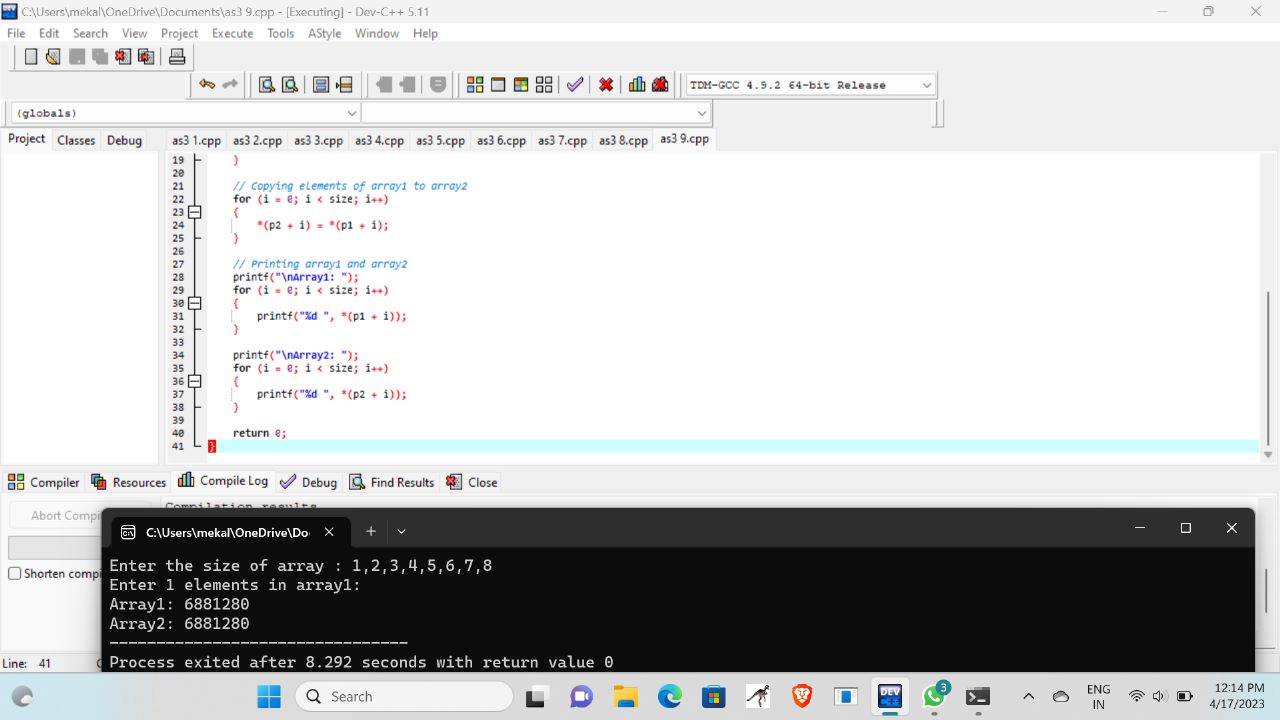 C:\Users\mekal\OneDrive\Documents\as3 9.cpp - [Executing] - Dev-C++ 5.11
File Edit Search View Project Execute Tools AStyle Window Help
TDM-GCC 4.9.2 64-bit Release
(globals)
Project Classes Debug as3 1.cpp as3 2.cpp as3 3.cpp as3 4.cpp as3 5.cpp as3 6.cpp as3 7.cpp as3 8.cpp as3 9.cpp
19 }
20
21 // Copying elements of array1 to array2
22 for (i = 0; i < size; i++)
23 {
24 *(p2 + i) = *(p1 + i);
25 }
26
27 // Printing array1 and array2
28 printf("\nArray1: ");
29 for (i = 0; i < size; i++)
30 {
31 printf("%d ", *(p1 + i));
32 }
33
34 printf("\nArray2: ");
35 for (i = 0; i < size; i++)
36 {
37 printf("%d ", *(p2 + i));
38 }
39
40 return 0;
41 }
Compiler Resources Compile Log Debug Find Results Close
Abort Compi
Compilation results
Shorten compi
C:\Users\mekal\OneDrive\Do
Enter the size of array : 1,2,3,4,5,6,7,8
Enter 1 elements in array1:
Array1: 6881280
Array2: 6881280
--------------------------------
Process exited after 8.292 seconds with return value 0
Line: 41
Search
DEV
3
ENG
IN
12:14 PM
4/17/2023